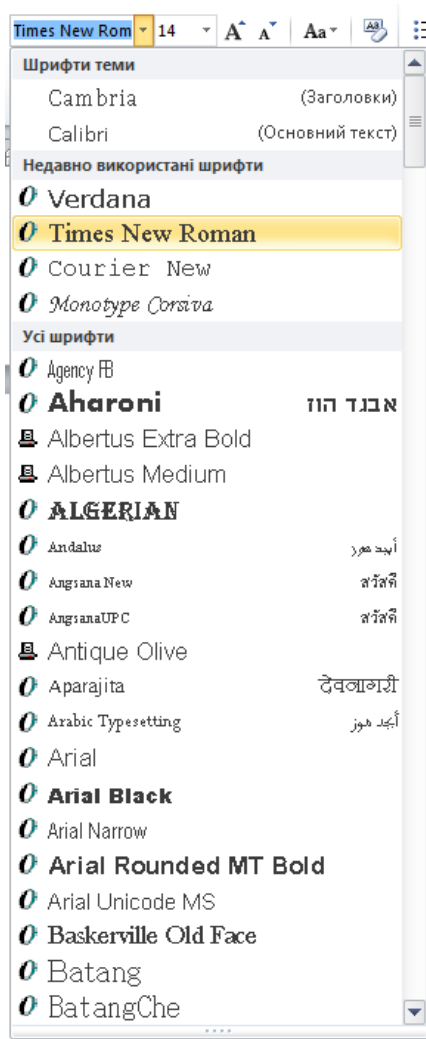 Times New Rom 14 A A Aa Aa
Шрифти теми
Cambria (Заголовки)
Calibri (Основний текст)
Недавно використані шрифти
Verdana
Times New Roman
Courier New
Monotype Corsiva
Усі шрифти
Agency FB
Aharoni אבגד הוז
Albertus Extra Bold
Albertus Medium
ALGERIAN
Andalus أبجد هوز
Angsana New สวัสดี
AngsanaUPC สวัสดี
Antique Olive
Aparajita देवनागरी
Arabic Typesetting أبجد هوز
Arial
Arial Black
Arial Narrow
Arial Rounded MT Bold
Arial Unicode MS
Baskerville Old Face
Batang
BatangChe